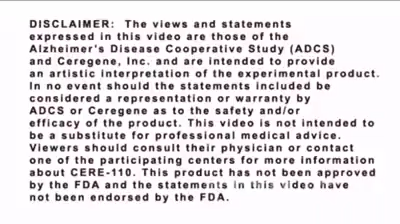 DISCLAIMER: The views and statements
expressed in this video are those of the
Alzheimer's Disease Cooperative Study (ADCS)
and Ceregene, Inc. and are intended to provide
an artistic interpretation of the experimental product.
In no event should the statements included be
considered a representation or warranty by
ADCS or Ceregene as to the safety and/or
efficacy of the product. This video is not intended to
be a substitute for professional medical advice.
Viewers should consult their physician or contact
one of the participating centers for more information
about CERE-110. This product has not been approved
by the FDA and the statements in this video have
not been endorsed by the FDA.